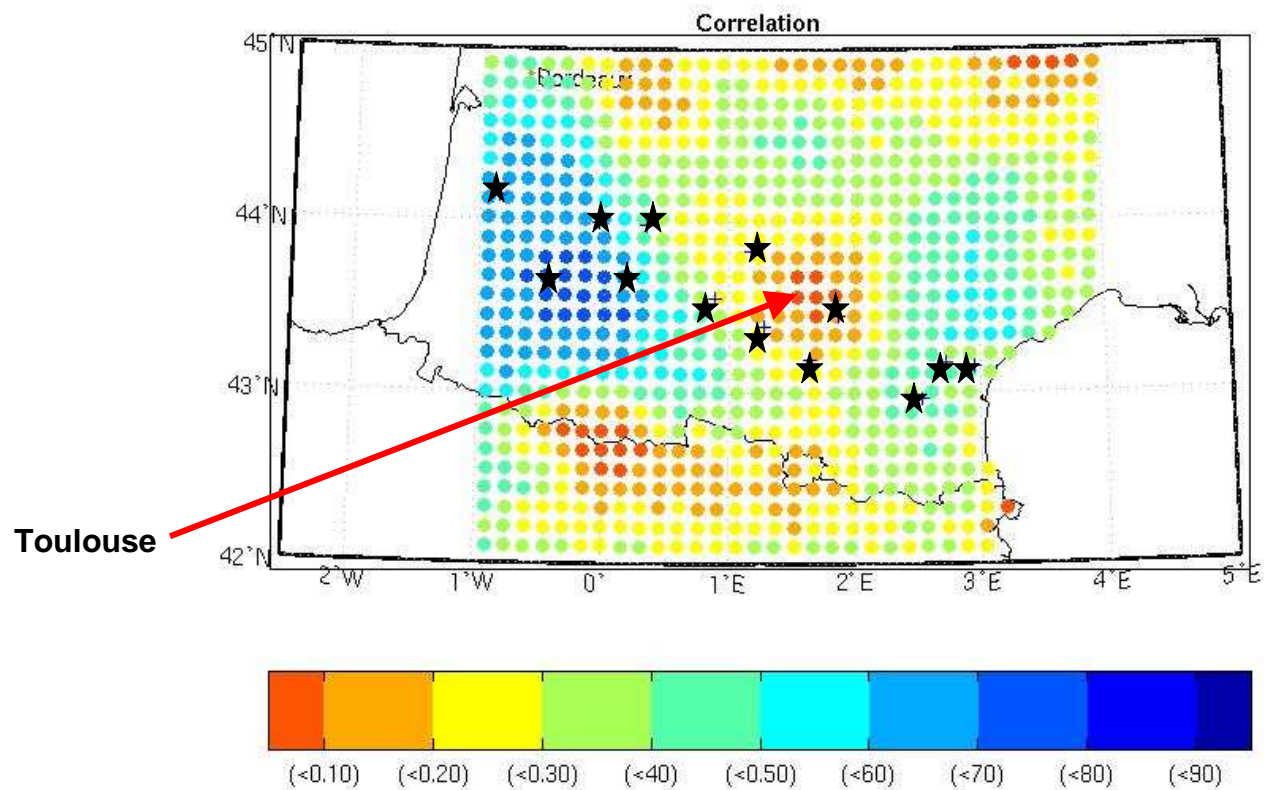 Correlation
45°N
Bordeaux
44°N
43°N
Toulouse
42°N
2°W 1°W 0° 1°E 2°E 3°E 4°E 5°E
(<0.10) (<0.20) (<0.30) (<40) (<0.50) (<60) (<70) (<80) (<90)